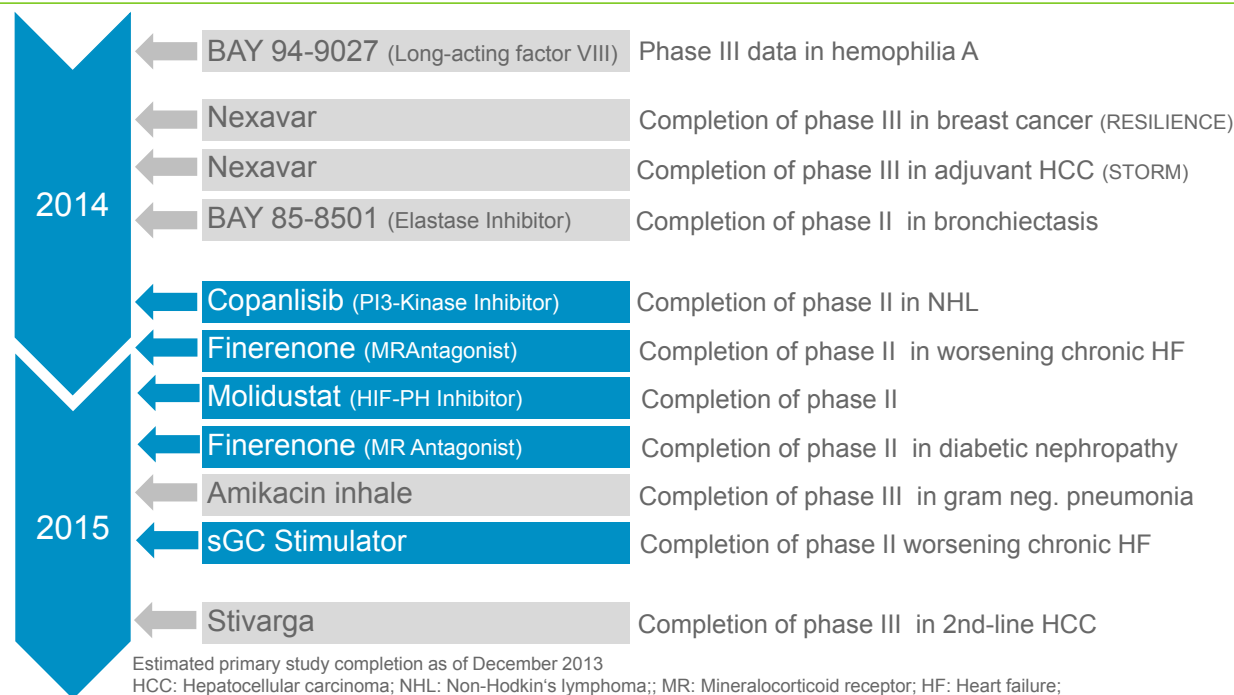 BAY 94-9027 (Long-acting factor VIII) Phase III data in hemophilia A
Nexavar Completion of phase III in breast cancer (RESILIENCE)
Nexavar Completion of phase III in adjuvant HCC (STORM)
2014
BAY 85-8501 (Elastase Inhibitor) Completion of phase II in bronchiectasis
Copanlisib (PI3-Kinase Inhibitor) Completion of phase II in NHL
Finerenone (MRAntagonist) Completion of phase II in worsening chronic HF
Molidustat (HIF-PH Inhibitor) Completion of phase II
Finerenone (MR Antagonist) Completion of phase II in diabetic nephropathy
Amikacin inhale Completion of phase III in gram neg. pneumonia
2015
sGC Stimulator Completion of phase II worsening chronic HF
Stivarga Completion of phase III in 2nd-line HCC
Estimated primary study completion as of December 2013
HCC: Hepatocellular carcinoma; NHL: Non-Hodkin‘s lymphoma;; MR: Mineralocorticoid receptor; HF: Heart failure;